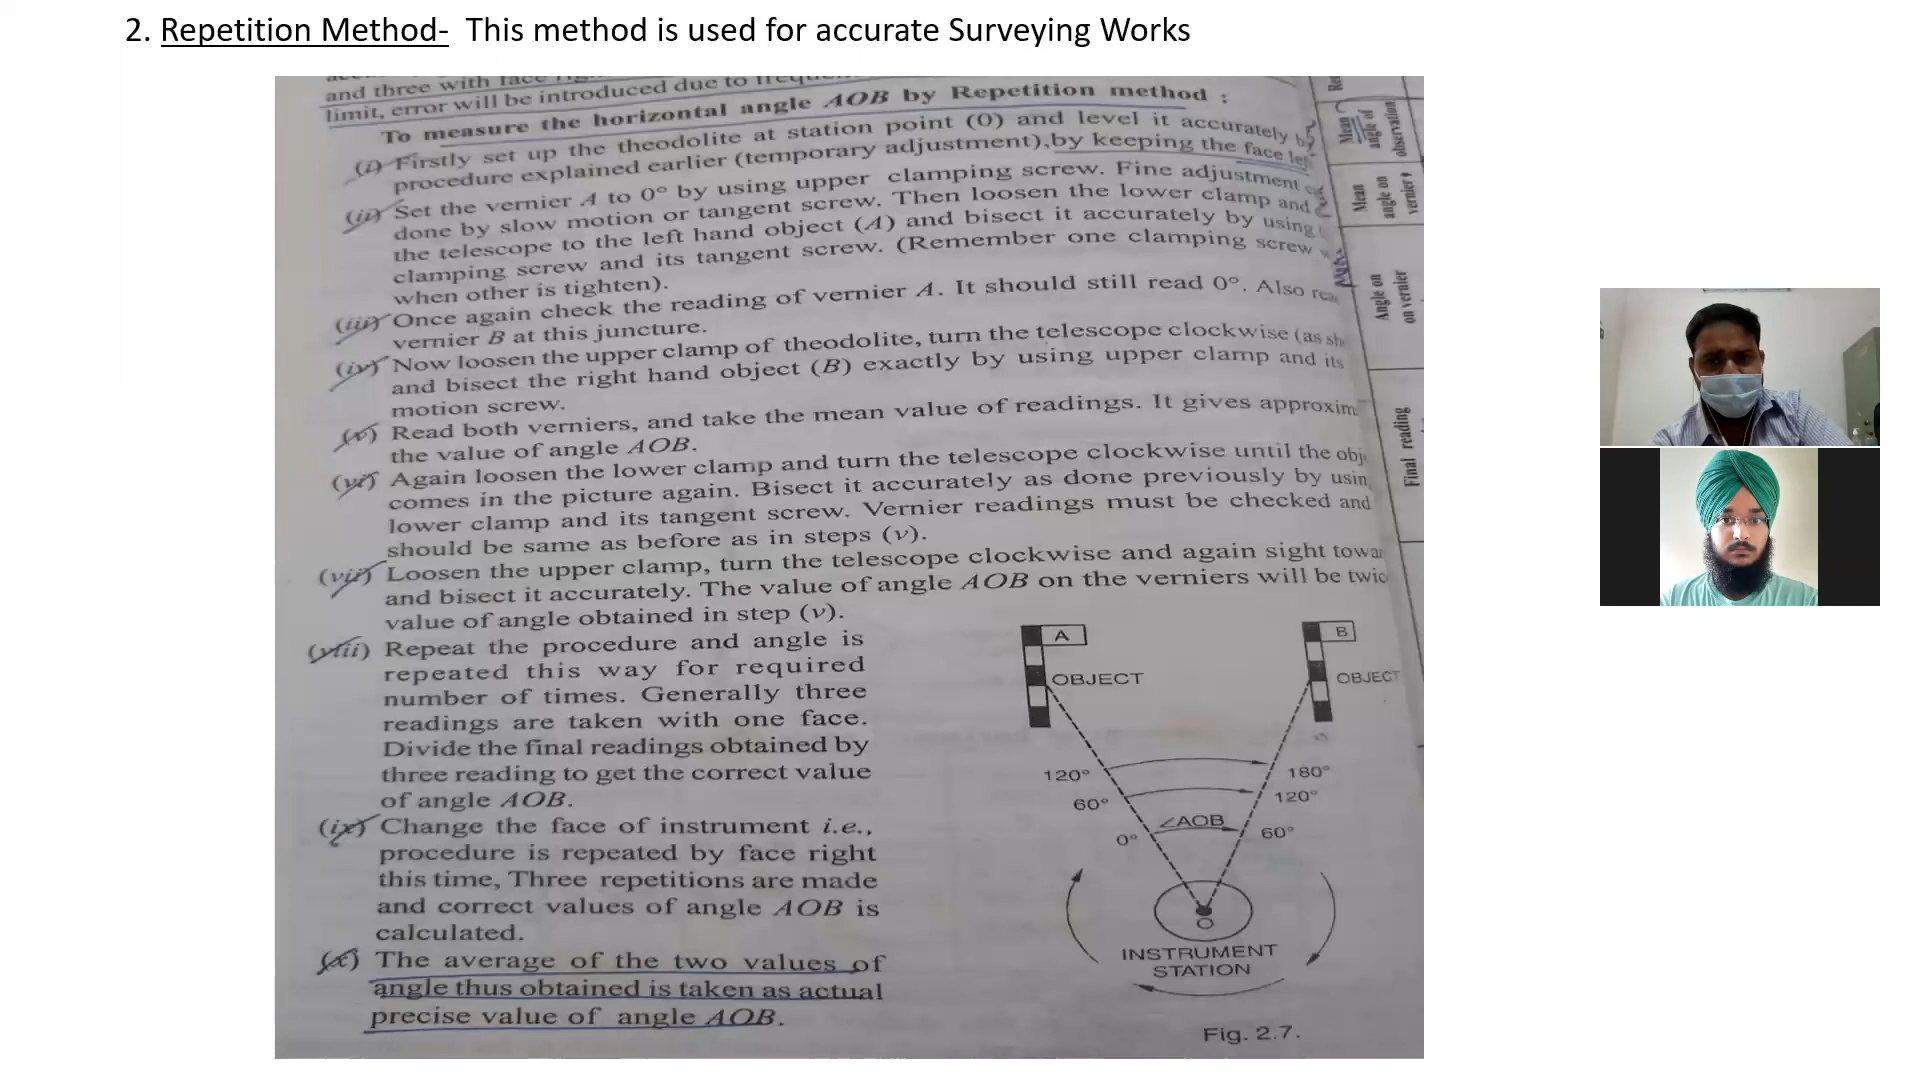 2. Repetition Method- This method is used for accurate Surveying Works
and three with face
limit, error will be introduced due to
To measure the horizontal angle AOB by Repetition method :
(i) Firstly set up the theodolite at station point (O) and level it accurately by
procedure explained earlier (temporary adjustment), by keeping the face
(ii) Set the vernier A to 0° by using upper clamping screw. Fine adjustment
done by slow motion or tangent screw. Then loosen the lower clamp and
the telescope to the left hand object (A) and bisect it accurately by using
clamping screw and its tangent screw. (Remember one clamping screw
when other is tighten).
(iii) Once again check the reading of vernier A. It should still read 0°. Also
vernier B at this juncture.
(iv) Now loosen the upper clamp of theodolite, turn the telescope clockwise (as
and bisect the right hand object (B) exactly by using upper clamp and its
motion screw.
(v) Read both verniers, and take the mean value of readings. It gives approxim
the value of angle AOB.
(vi) Again loosen the lower clamp and turn the telescope clockwise until the obj
comes in the picture again. Bisect it accurately as done previously by usin
lower clamp and its tangent screw. Vernier readings must be checked and
should be same as before as in steps (v).
(vii) Loosen the upper clamp, turn the telescope clockwise and again sight towar
and bisect it accurately. The value of angle AOB on the verniers will be twic
value of angle obtained in step (v).
(viii) Repeat the procedure and angle is
repeated this way for required
number of times. Generally three
readings are taken with one face.
Divide the final readings obtained by
three reading to get the correct value
of angle AOB.
(ix) Change the face of instrument i.e.,
procedure is repeated by face right
this time, Three repetitions are made
and correct values of angle AOB is
calculated.
(x) The average of the two values of
angle thus obtained is taken as actual
precise value of angle AOB.
A
B
OBJECT
OBJECT
120°
180°
60°
120°
∠AOB
0°
60°
O
INSTRUMENT
STATION
Fig. 2.7.
Mean
angle of
observation
Mean
angle on
vernier
Angle on
on vernier
Final reading